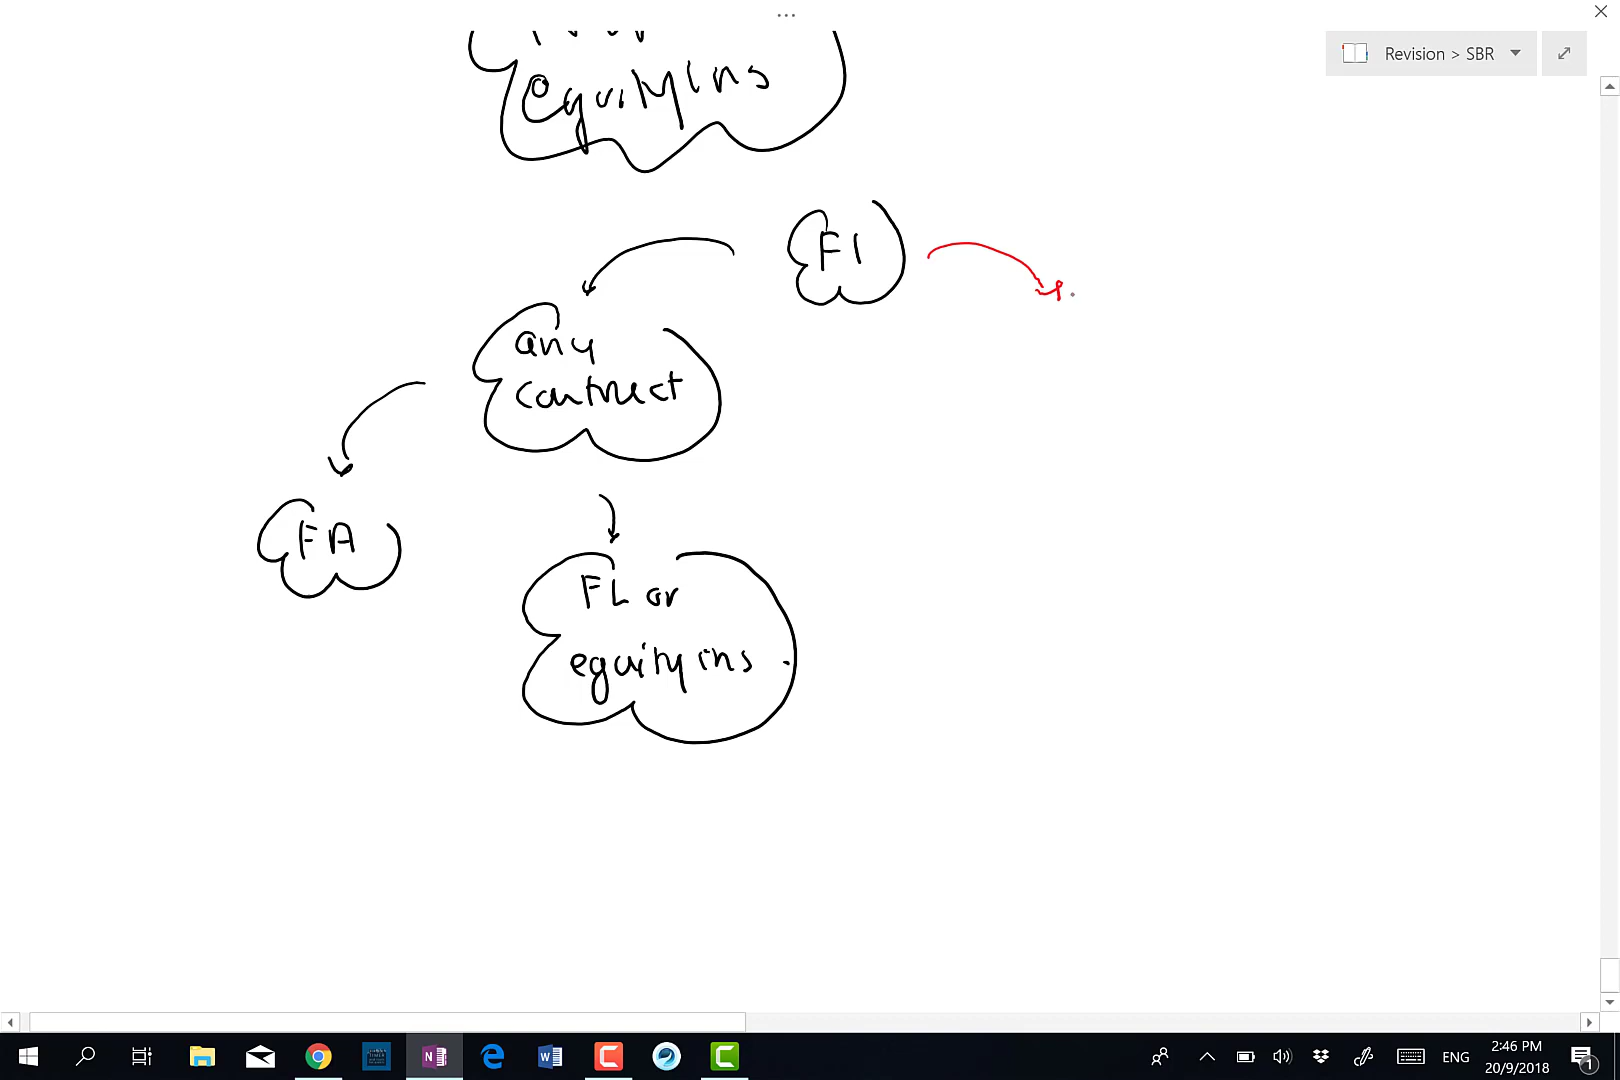 ...
Revision > SBR
equity ins
FI
any
contract
FA
FL or
equity ins
ENG
2:46 PM
20/9/2018
1